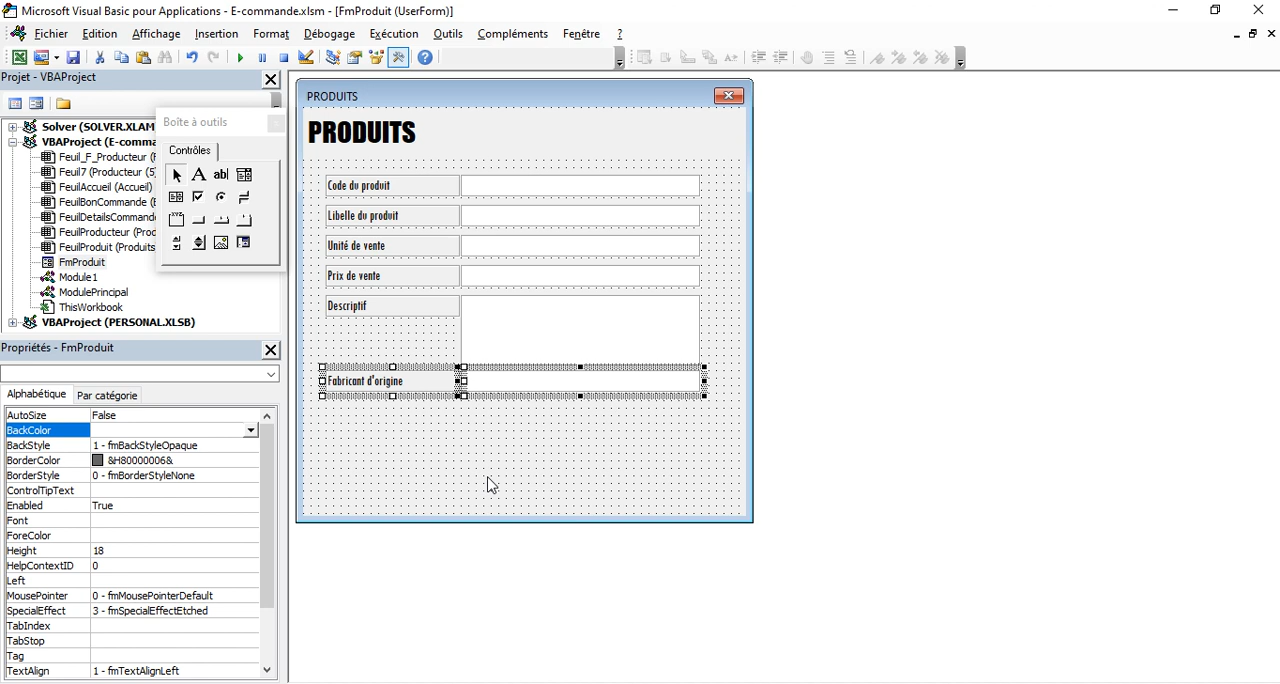 Microsoft Visual Basic pour Applications - E-commande.xlsm - [FmProduit (UserForm)]
Fichier Edition Affichage Insertion Format Débogage Exécution Outils Compléments Fenêtre ?
Projet - VBAProject
Solver (SOLVER.XLAM
VBAProject (E-comma
Feuil_F_Producteur (F
Feuil7 (Producteur (5)
FeuilAccueil (Accueil)
FeuilBonCommande (B
FeuilDetailsCommande
FeuilProducteur (Prod
FeuilProduit (Produits
FmProduit
Module1
ModulePrincipal
ThisWorkbook
VBAProject (PERSONAL.XLSB)
Boîte à outils
Contrôles
A ab|
XYZ
Propriétés - FmProduit
Alphabétique Par catégorie
AutoSize False
BackColor
BackStyle 1 - fmBackStyleOpaque
BorderColor &H80000006&
BorderStyle 0 - fmBorderStyleNone
ControlTipText
Enabled True
Font
ForeColor
Height 18
HelpContextID 0
Left
MousePointer 0 - fmMousePointerDefault
SpecialEffect 3 - fmSpecialEffectEtched
TabIndex
TabStop
Tag
TextAlign 1 - fmTextAlignLeft
PRODUITS
PRODUITS
Code du produit
Libelle du produit
Unité de vente
Prix de vente
Descriptif
Fabricant d'origine